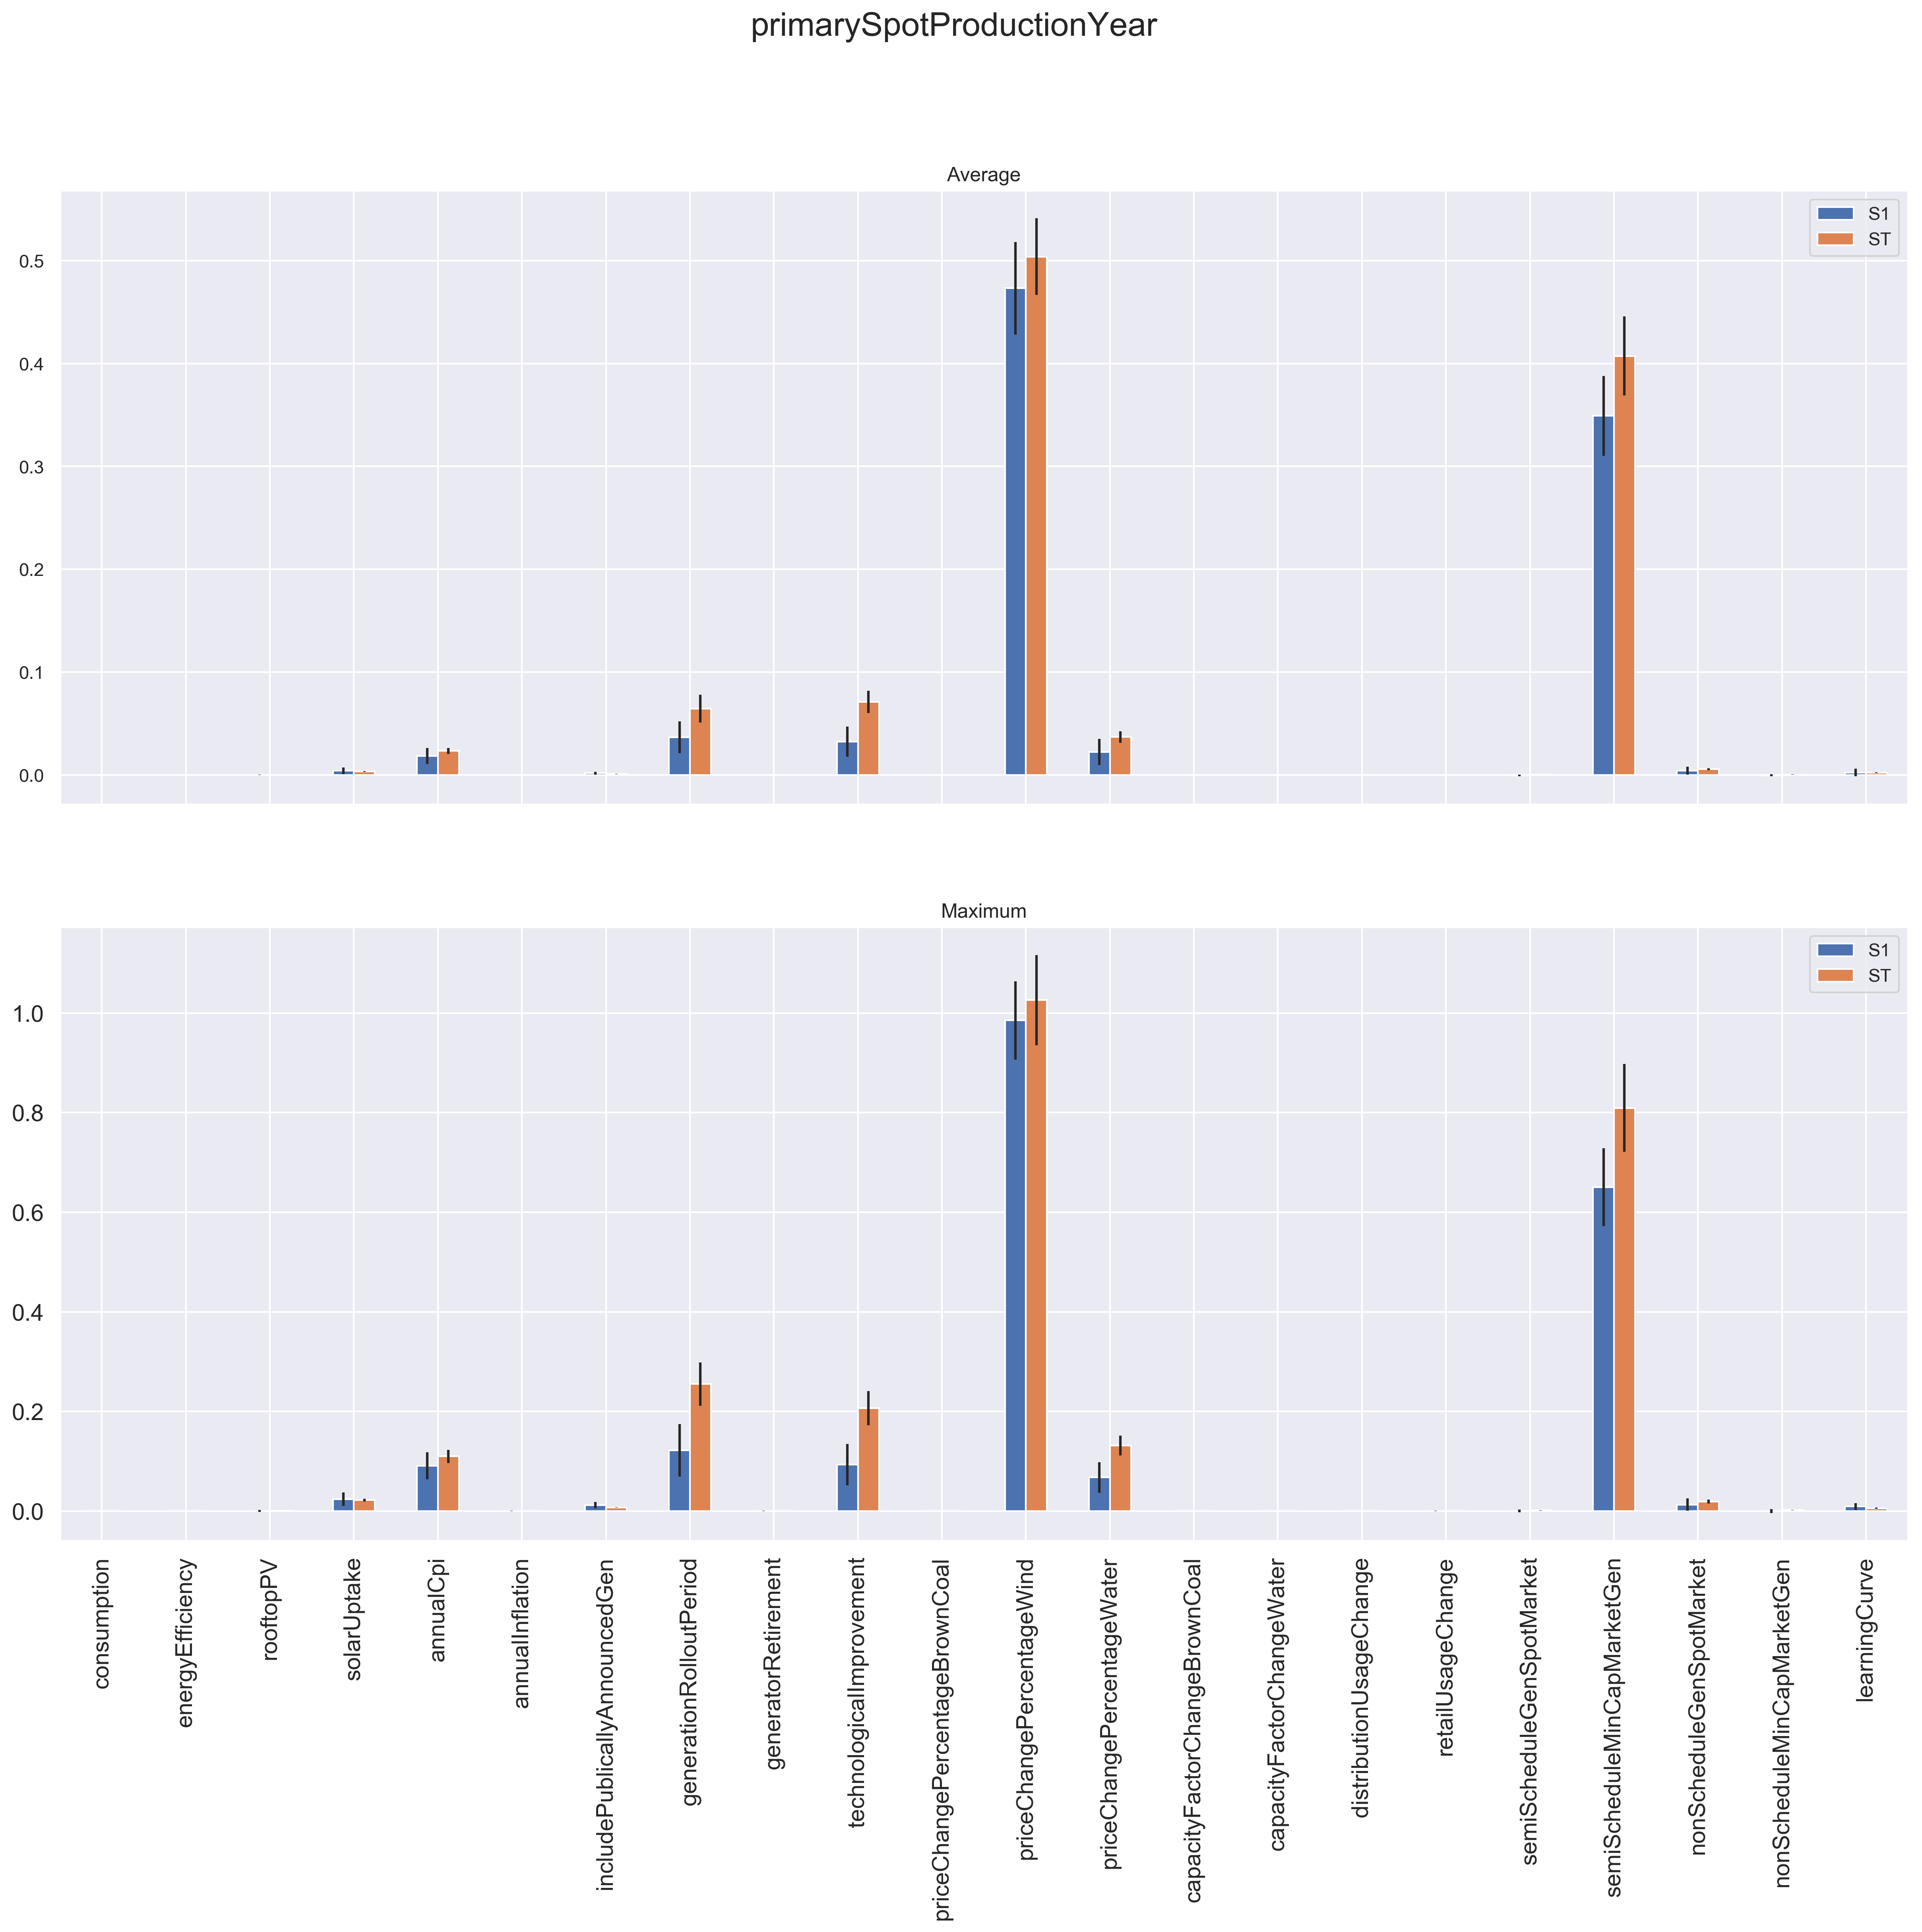 primarySpotProductionYear
Average
S1
ST
0.5
0.4
0.3
0.2
0.1
0.0
Maximum
S1
ST
1.0
0.8
0.6
0.4
0.2
0.0
consumption
energyEfficiency
rooftopPV
solarUptake
annualCpi
annualInflation
includePublicallyAnnouncedGen
generationRolloutPeriod
generatorRetirement
technologicalImprovement
priceChangePercentageBrownCoal
priceChangePercentageWind
priceChangePercentageWater
capacityFactorChangeBrownCoal
capacityFactorChangeWater
distributionUsageChange
retailUsageChange
semiScheduleGenSpotMarket
semiScheduleMinCapMarketGen
nonScheduleGenSpotMarket
nonScheduleMinCapMarketGen
learningCurve